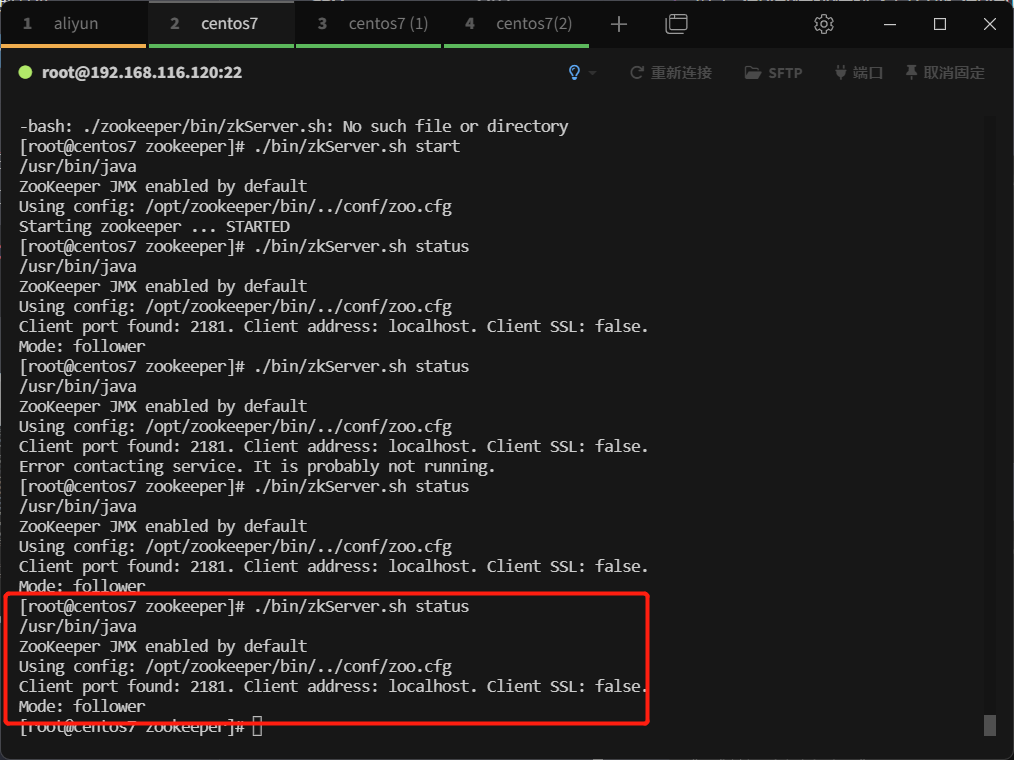 1 aliyun 2 centos7 3 centos7 (1) 4 centos7(2)
root@192.168.116.120:22 重新连接 SFTP 端口 取消固定
-bash: ./zookeeper/bin/zkServer.sh: No such file or directory
[root@centos7 zookeeper]# ./bin/zkServer.sh start
/usr/bin/java
ZooKeeper JMX enabled by default
Using config: /opt/zookeeper/bin/../conf/zoo.cfg
Starting zookeeper ... STARTED
[root@centos7 zookeeper]# ./bin/zkServer.sh status
/usr/bin/java
ZooKeeper JMX enabled by default
Using config: /opt/zookeeper/bin/../conf/zoo.cfg
Client port found: 2181. Client address: localhost. Client SSL: false.
Mode: follower
[root@centos7 zookeeper]# ./bin/zkServer.sh status
/usr/bin/java
ZooKeeper JMX enabled by default
Using config: /opt/zookeeper/bin/../conf/zoo.cfg
Client port found: 2181. Client address: localhost. Client SSL: false.
Error contacting service. It is probably not running.
[root@centos7 zookeeper]# ./bin/zkServer.sh status
/usr/bin/java
ZooKeeper JMX enabled by default
Using config: /opt/zookeeper/bin/../conf/zoo.cfg
Client port found: 2181. Client address: localhost. Client SSL: false.
Mode: follower
[root@centos7 zookeeper]# ./bin/zkServer.sh status
/usr/bin/java
ZooKeeper JMX enabled by default
Using config: /opt/zookeeper/bin/../conf/zoo.cfg
Client port found: 2181. Client address: localhost. Client SSL: false.
Mode: follower
[root@centos7 zookeeper]#